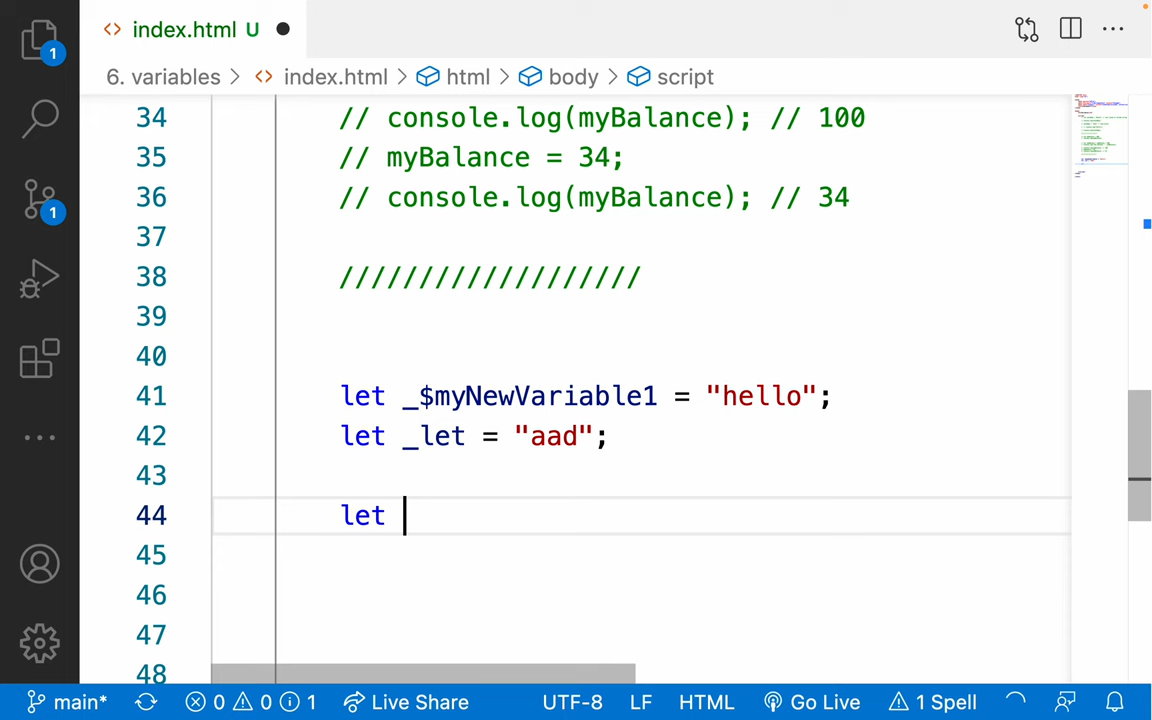 index.html U
6. variables > index.html > html > body > script
34 // console.log(myBalance); // 100
35 // myBalance = 34;
36 // console.log(myBalance); // 34
37
38 ///////////////////
39
40
41 let _$myNewVariable1 = "hello";
42 let _let = "aad";
43
44 let
45
46
47
48
1
1
main* 0 0 1 Live Share UTF-8 LF HTML Go Live 1 Spell